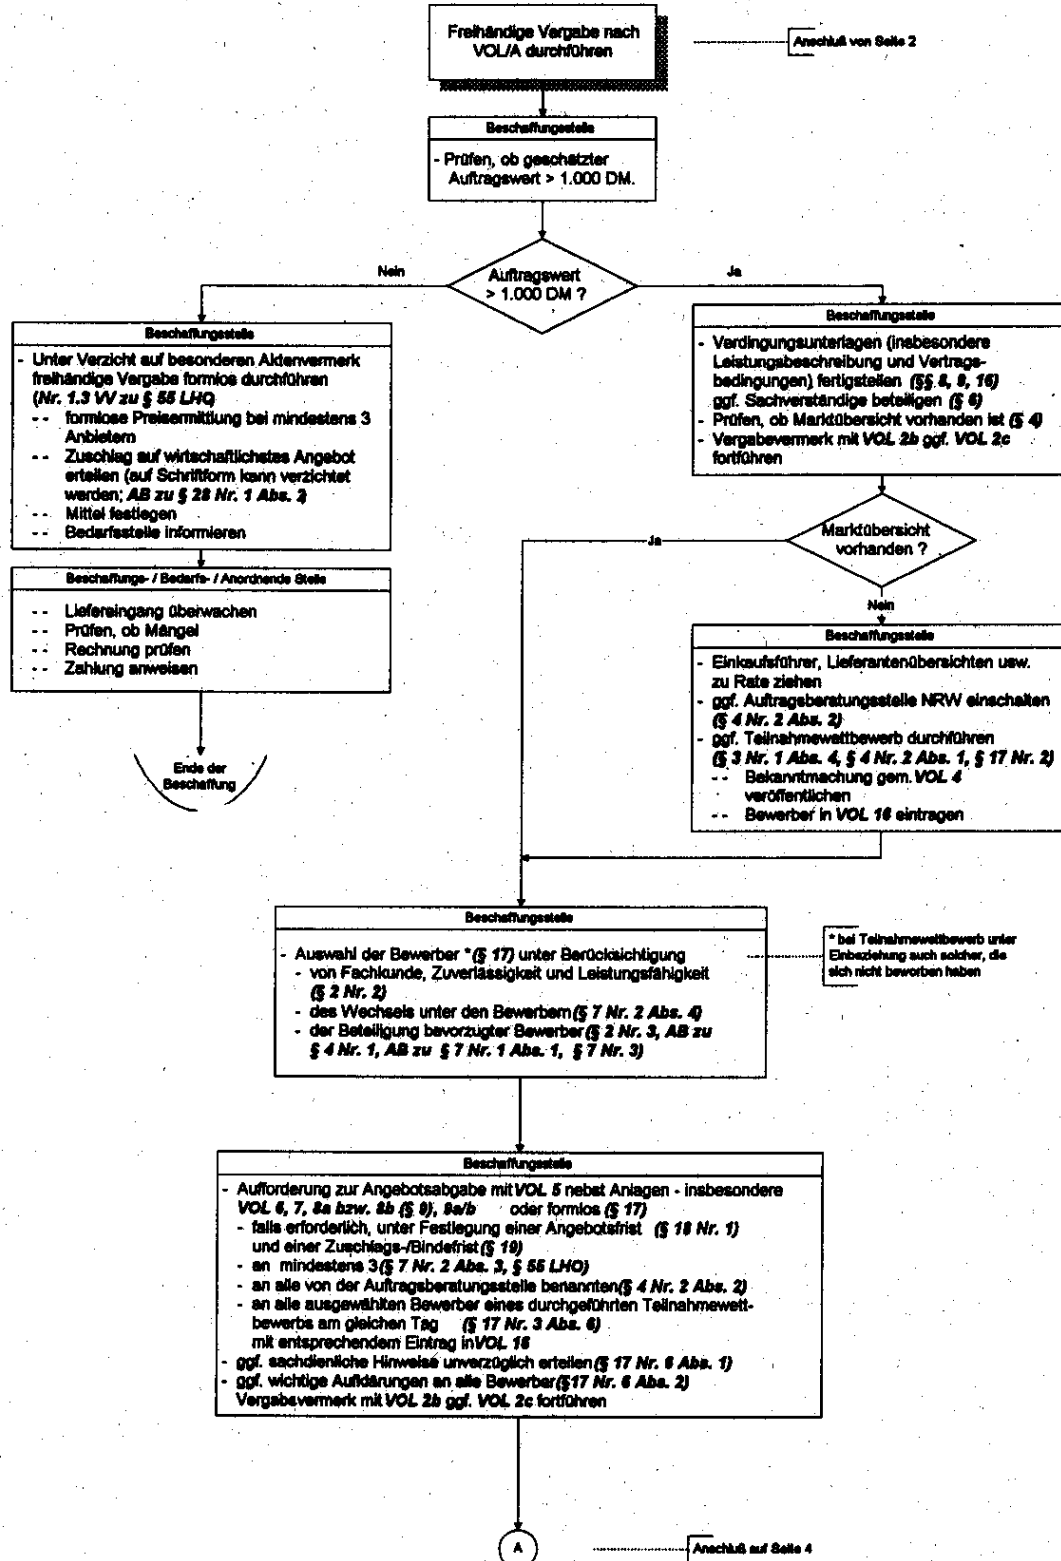 Freihändige Vergabe nach
VOL/A durchführen
Anschluß von Seite 2
Beschaffungsstelle
- Prüfen, ob geschätzter
Auftragswert > 1.000 DM.
Nein
Auftragswert
> 1.000 DM ?
Ja
Beschaffungsstelle
- Unter Verzicht auf besonderen Aktenvermerk
freihändige Vergabe formlos durchführen
(Nr. 1.3 VV zu § 55 LHO)
-- formlose Preisermittlung bei mindestens 3
Anbietern
-- Zuschlag auf wirtschaftlichstes Angebot
erteilen (auf Schriftform kann verzichtet
werden; AB zu § 28 Nr. 1 Abs. 2)
-- Mittel festlegen
-- Bedarfsstelle informieren
Beschaffungs- / Bedarfs- / Anordnende Stelle
-- Liefereingang überwachen
-- Prüfen, ob Mängel
-- Rechnung prüfen
-- Zahlung anweisen
Ende der
Beschaffung
Beschaffungsstelle
- Verdingungsunterlagen (insbesondere
Leistungsbeschreibung und Vertrags-
bedingungen) fertigstellen (§§ 8, 9, 16)
ggf. Sachverständige beteiligen (§ 6)
- Prüfen, ob Marktübersicht vorhanden ist (§ 4)
- Vergabevermerk mit VOL 2b ggf. VOL 2c
fortführen
Marktübersicht
vorhanden ?
Ja
Nein
Beschaffungsstelle
- Einkaufsführer, Lieferantenübersichten usw.
zu Rate ziehen
- ggf. Auftragsberatungsstelle NRW einschalten
(§ 4 Nr. 2 Abs. 2)
- ggf. Teilnahmewettbewerb durchführen
(§ 3 Nr. 1 Abs. 4, § 4 Nr. 2 Abs. 1, § 17 Nr. 2)
-- Bekanntmachung gem. VOL 4
veröffentlichen
-- Bewerber in VOL 16 eintragen
Beschaffungsstelle
- Auswahl der Bewerber * (§ 17) unter Berücksichtigung
- von Fachkunde, Zuverlässigkeit und Leistungsfähigkeit
(§ 2 Nr. 2)
- des Wechsels unter den Bewerbern (§ 7 Nr. 2 Abs. 4)
- der Beteiligung bevorzugter Bewerber (§ 2 Nr. 3, AB zu
§ 4 Nr. 1, AB zu § 7 Nr. 1 Abs. 1, § 7 Nr. 3)
* bei Teilnahmewettbewerb unter
Einbeziehung auch solcher, die
sich nicht beworben haben
Beschaffungsstelle
- Aufforderung zur Angebotsabgabe mit VOL 5 nebst Anlagen - insbesondere
VOL 6, 7, 8a bzw. 8b (§ 9), 9a/b oder formlos (§ 17)
- falls erforderlich, unter Festlegung einer Angebotsfrist (§ 18 Nr. 1)
und einer Zuschlags-/Bindefrist (§ 19)
- an mindestens 3 (§ 7 Nr. 2 Abs. 3, § 55 LHO)
- an alle von der Auftragsberatungsstelle benannten (§ 4 Nr. 2 Abs. 2)
- an alle ausgewählten Bewerber eines durchgeführten Teilnahmewett-
bewerbs am gleichen Tag (§ 17 Nr. 3 Abs. 6)
mit entsprechendem Eintrag in VOL 16
- ggf. sachdienliche Hinweise unverzüglich erteilen (§ 17 Nr. 6 Abs. 1)
- ggf. wichtige Aufklärungen an alle Bewerber (§17 Nr. 6 Abs. 2)
Vergabevermerk mit VOL 2b ggf. VOL 2c fortführen
A
Anschluß auf Seite 4